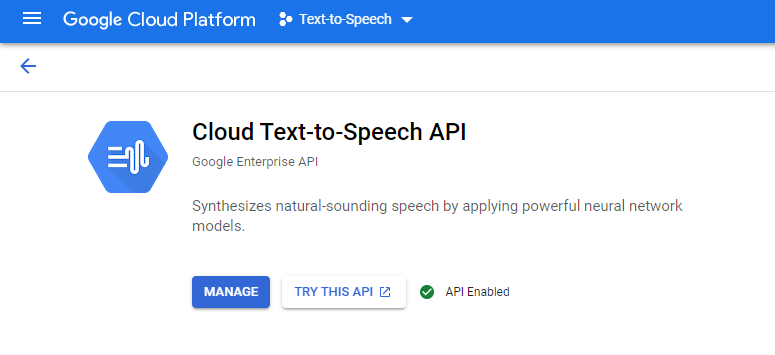 Google Cloud Platform Text-to-Speech
Cloud Text-to-Speech API
Google Enterprise API
Synthesizes natural-sounding speech by applying powerful neural network
models.
MANAGE TRY THIS API API Enabled